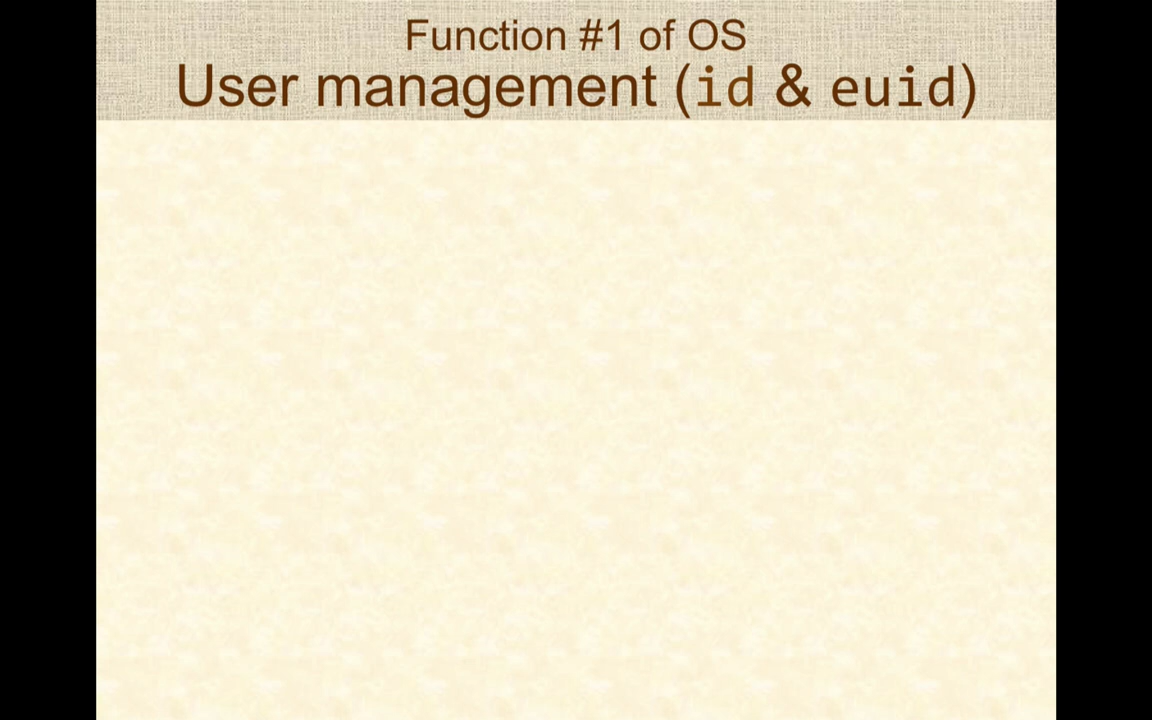 Function #1 of OS
User management (id & euid)